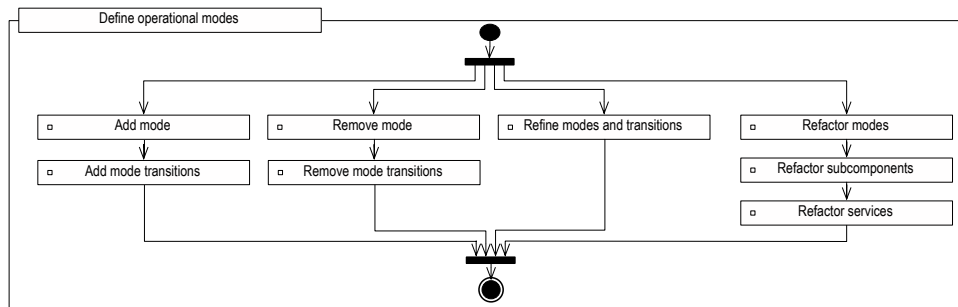 Define operational modes
Add mode
Remove mode
Refine modes and transitions
Refactor modes
Add mode transitions
Remove mode transitions
Refactor subcomponents
Refactor services